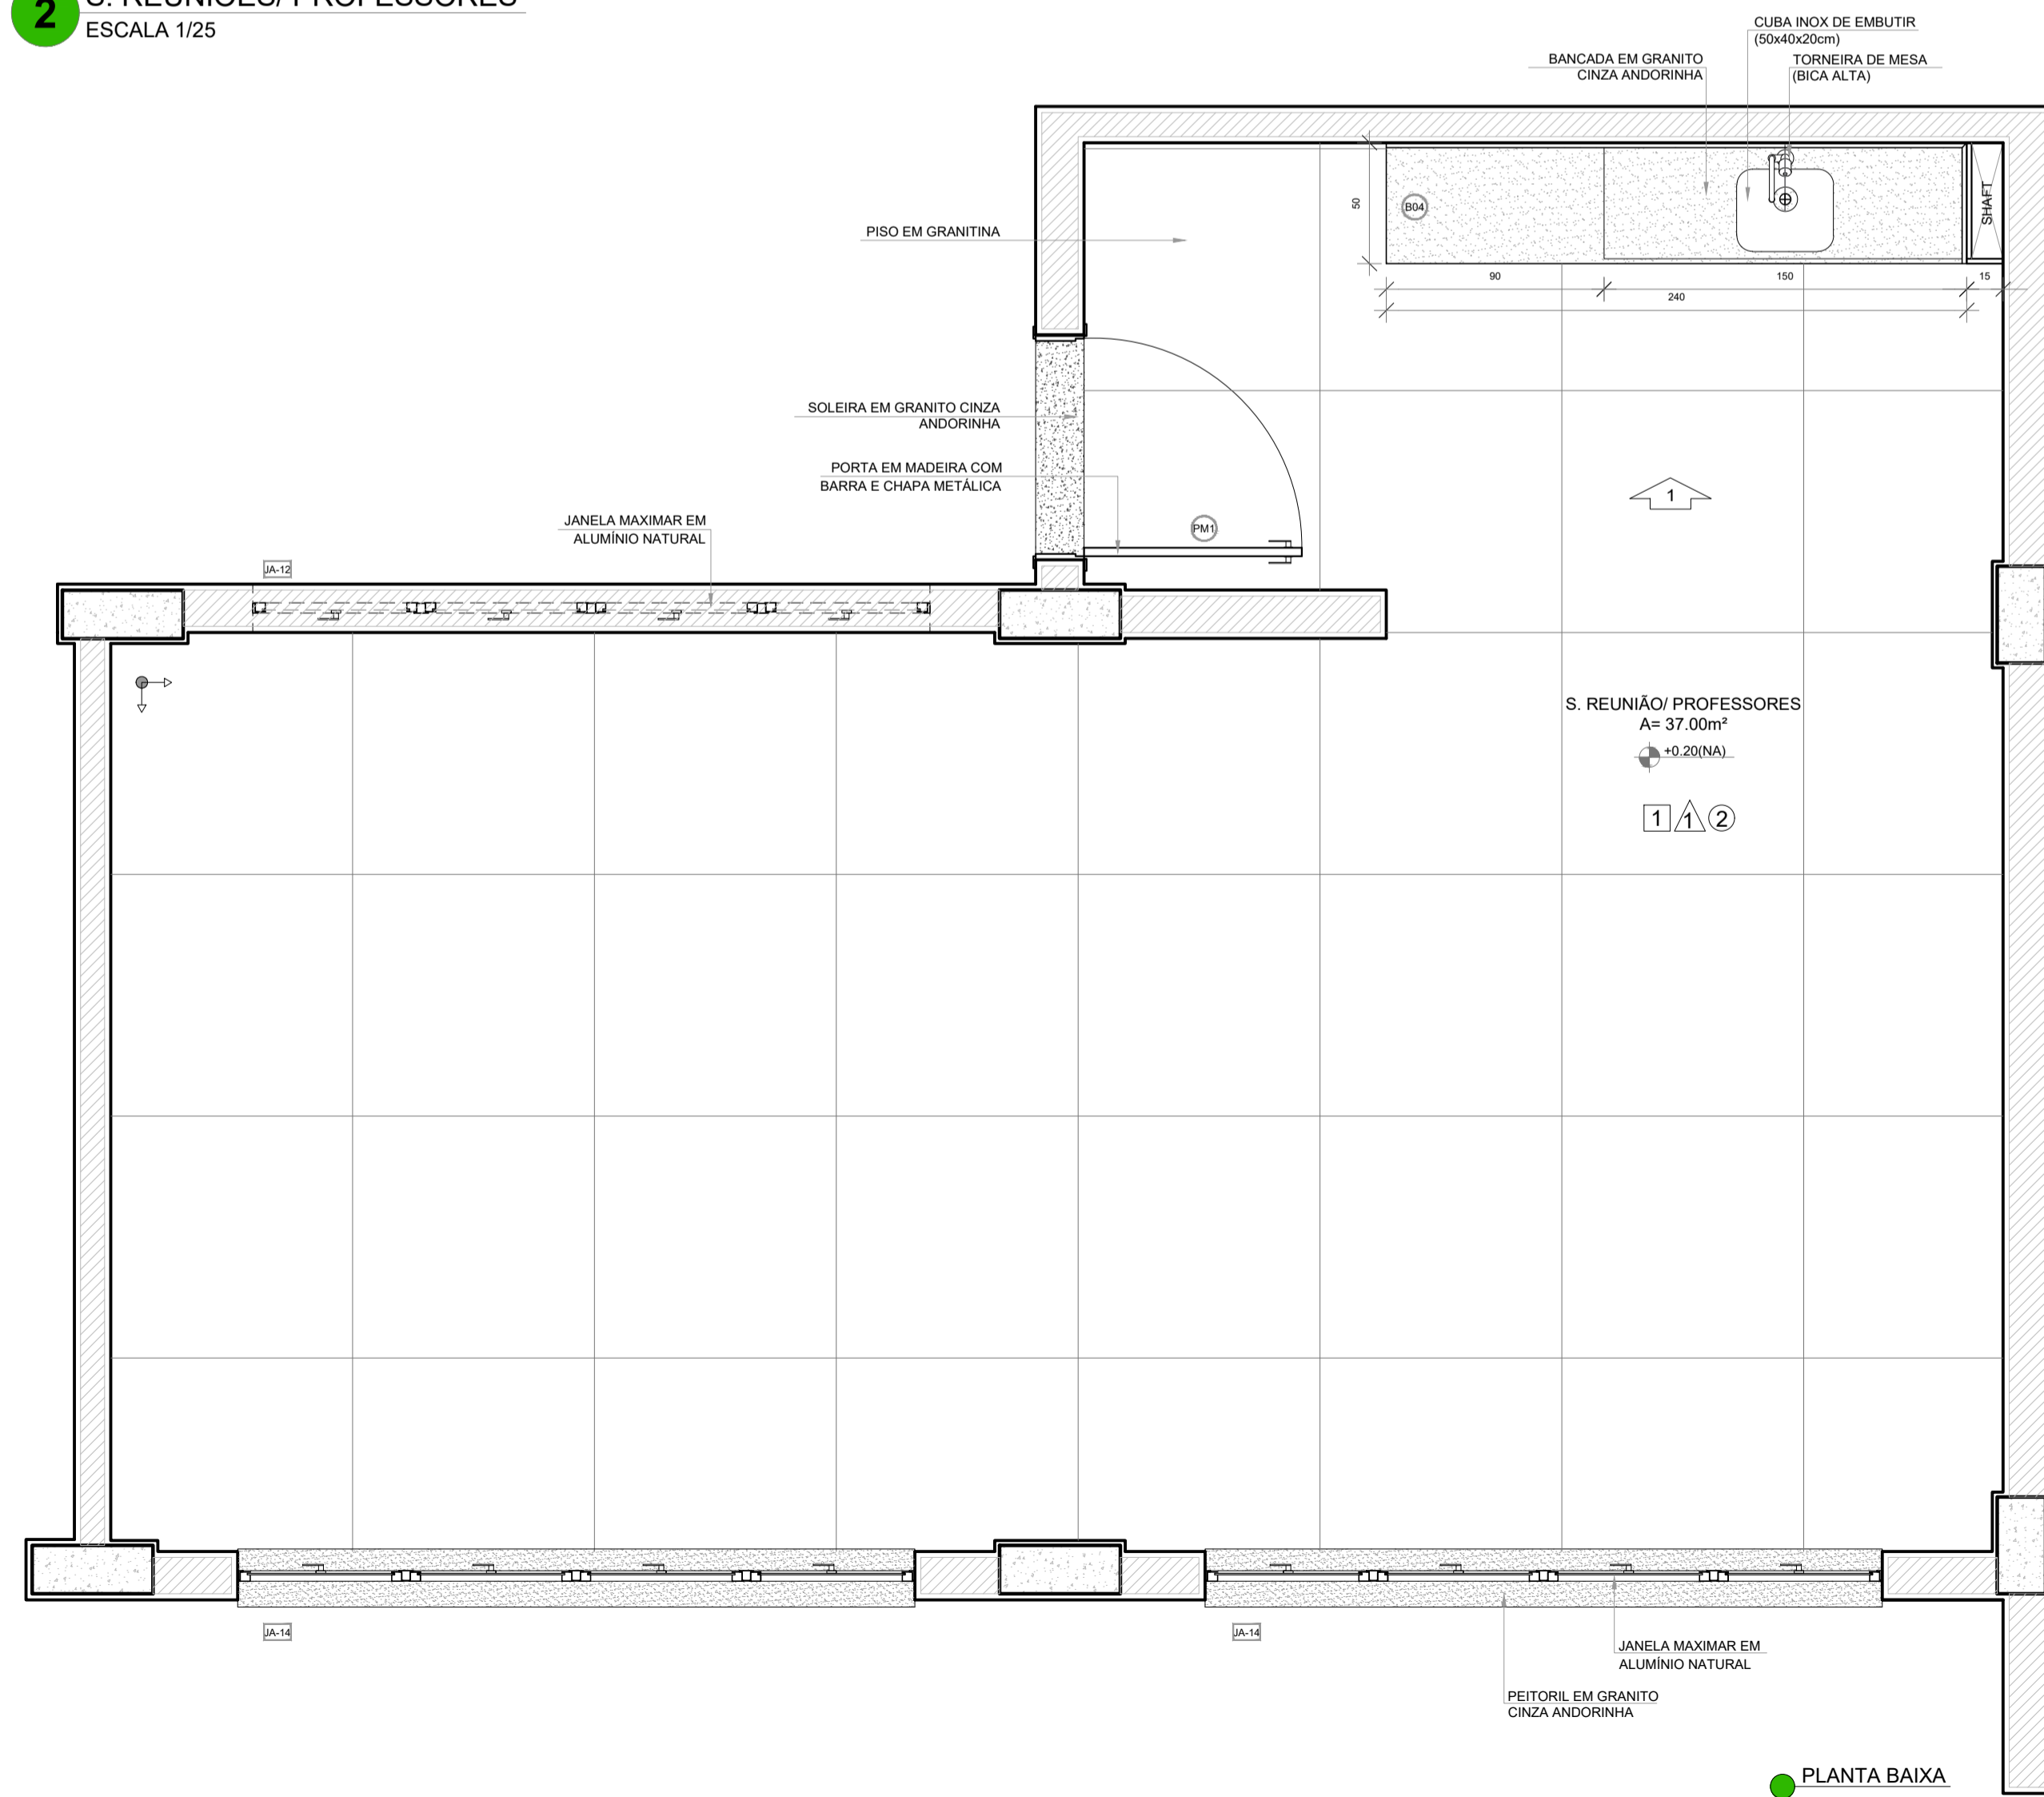 2
S. REUNIÕES/ PROFESSORES
ESCALA 1/25
CUBA INOX DE EMBUTIR
(50x40x20cm)
BANCADA EM GRANITO
CINZA ANDORINHA
TORNEIRA DE MESA
(BICA ALTA)
SHAFT
50
B04
PISO EM GRANITINA
90
150
15
240
SOLEIRA EM GRANITO CINZA
ANDORINHA
PORTA EM MADEIRA COM
BARRA E CHAPA METÁLICA
1
PM1
JANELA MAXIMAR EM
ALUMÍNIO NATURAL
JA-12
S. REUNIÃO/ PROFESSORES
A= 37.00m²
+0.20(NA)
1 1 2
JA-14
JA-14
JANELA MAXIMAR EM
ALUMÍNIO NATURAL
PEITORIL EM GRANITO
CINZA ANDORINHA
PLANTA BAIXA